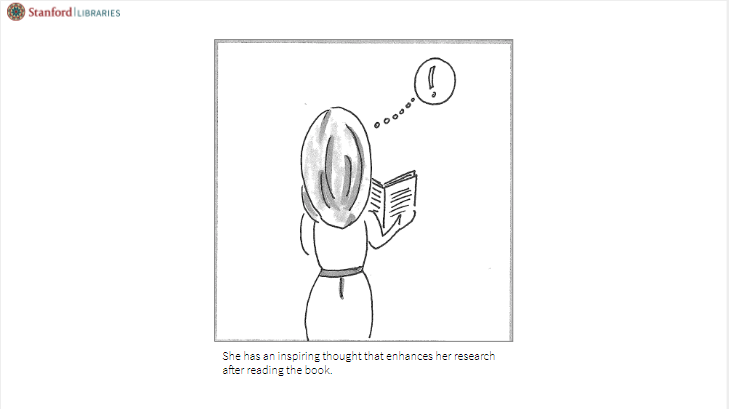 Stanford | LIBRARIES
!
She has an inspiring thought that enhances her research
after reading the book.